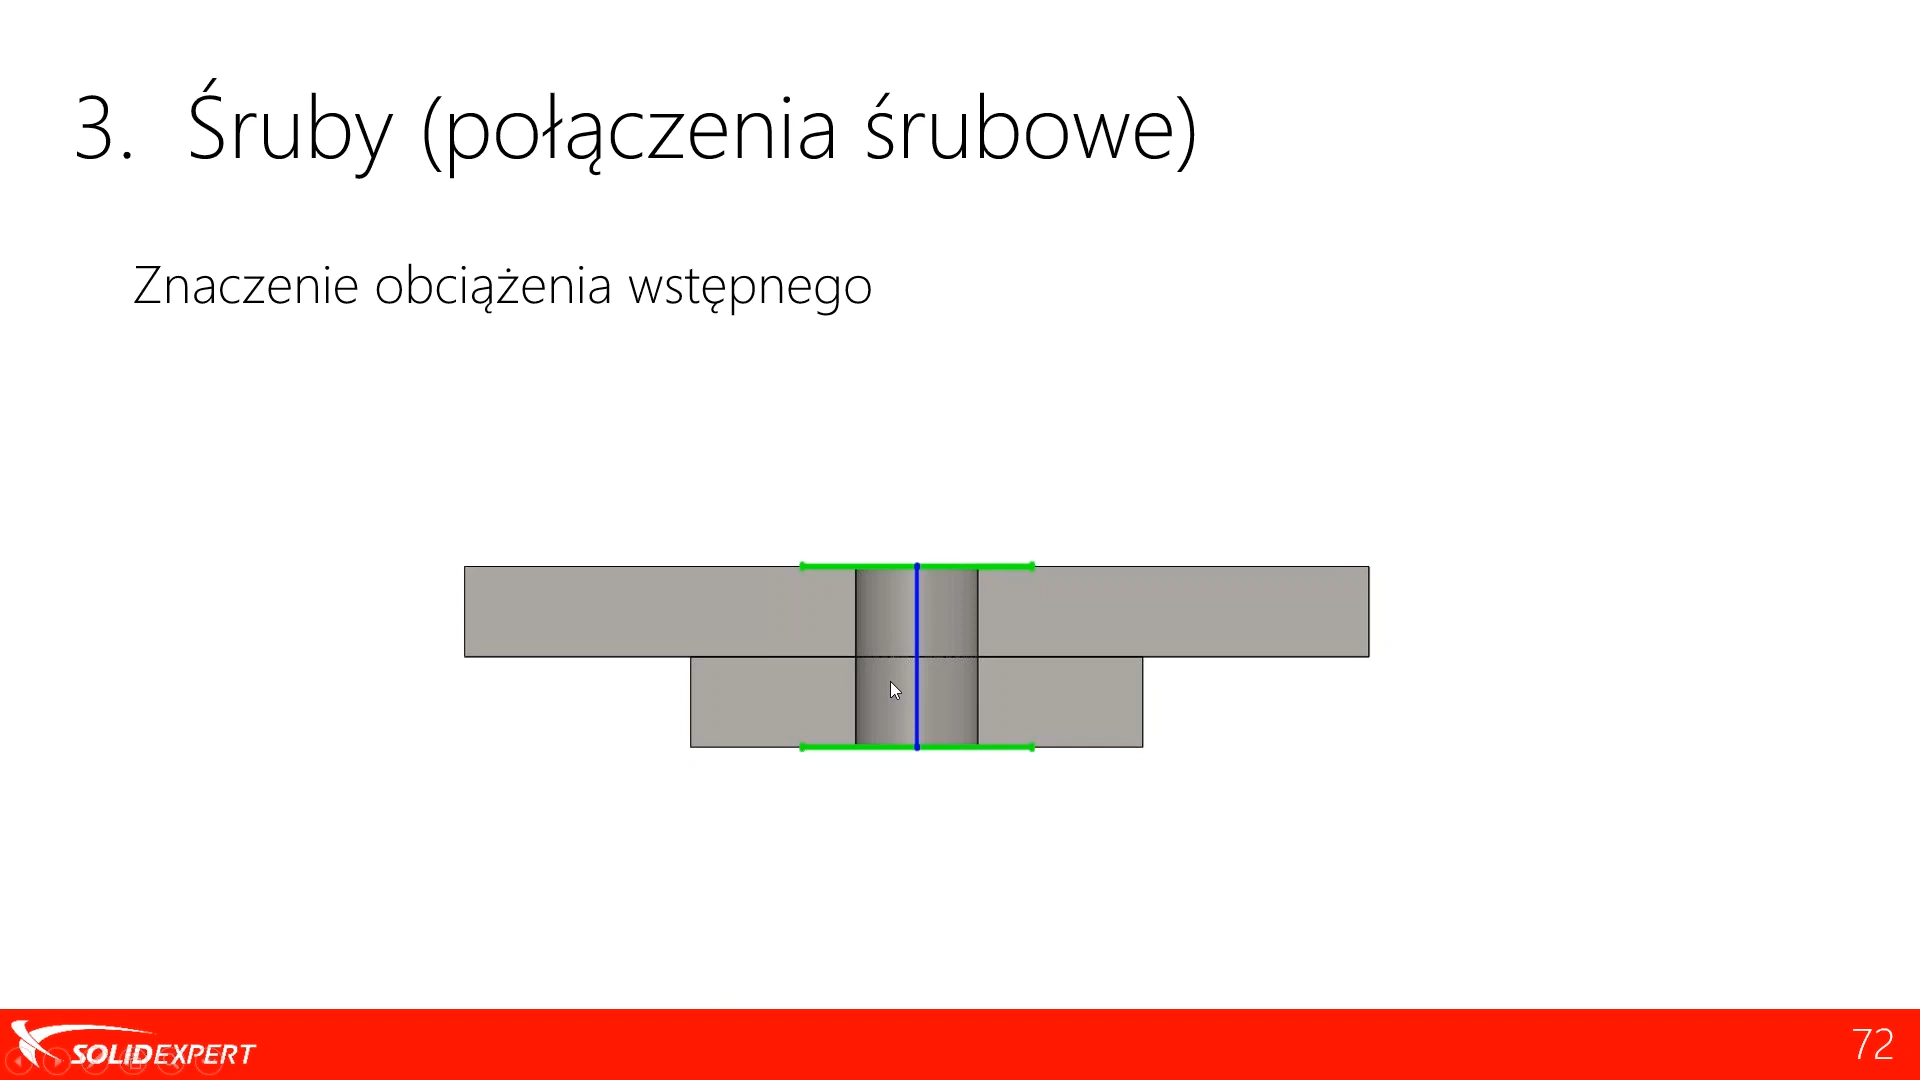 3. Śruby (połączenia śrubowe)
Znaczenie obciążenia wstępnego
SOLIDEXPERT
72